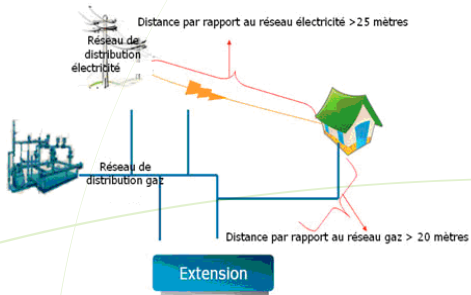 Distance par rapport au réseau électricité >25 mètres
Réseau de
distribution
électricité
Réseau de
distribution gaz
Distance par rapport au réseau gaz > 20 mètres
Extension